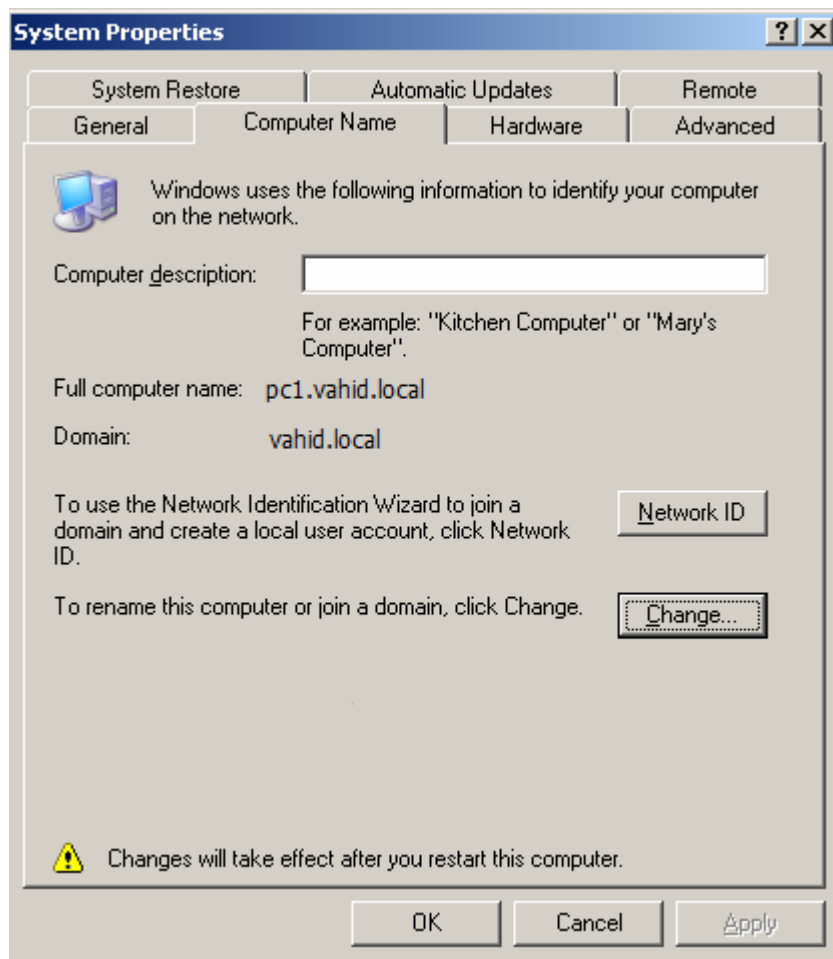 System Properties
System Restore
Automatic Updates
Remote
General
Computer Name
Hardware
Advanced
Windows uses the following information to identify your computer
on the network.
Computer description:
For example: "Kitchen Computer" or "Mary's
Computer".
Full computer name: pc1.vahid.local
Domain: vahid.local
To use the Network Identification Wizard to join a
domain and create a local user account, click Network
ID.
Network ID
To rename this computer or join a domain, click Change.
Change...
Changes will take effect after you restart this computer.
OK
Cancel
Apply